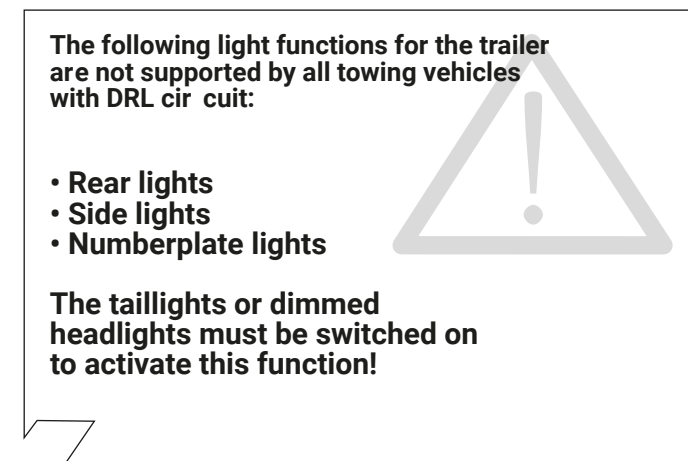 The following light functions for the trailer
are not supported by all towing vehicles
with DRL cir cuit:
• Rear lights
• Side lights
• Numberplate lights
The taillights or dimmed
headlights must be switched on
to activate this function!